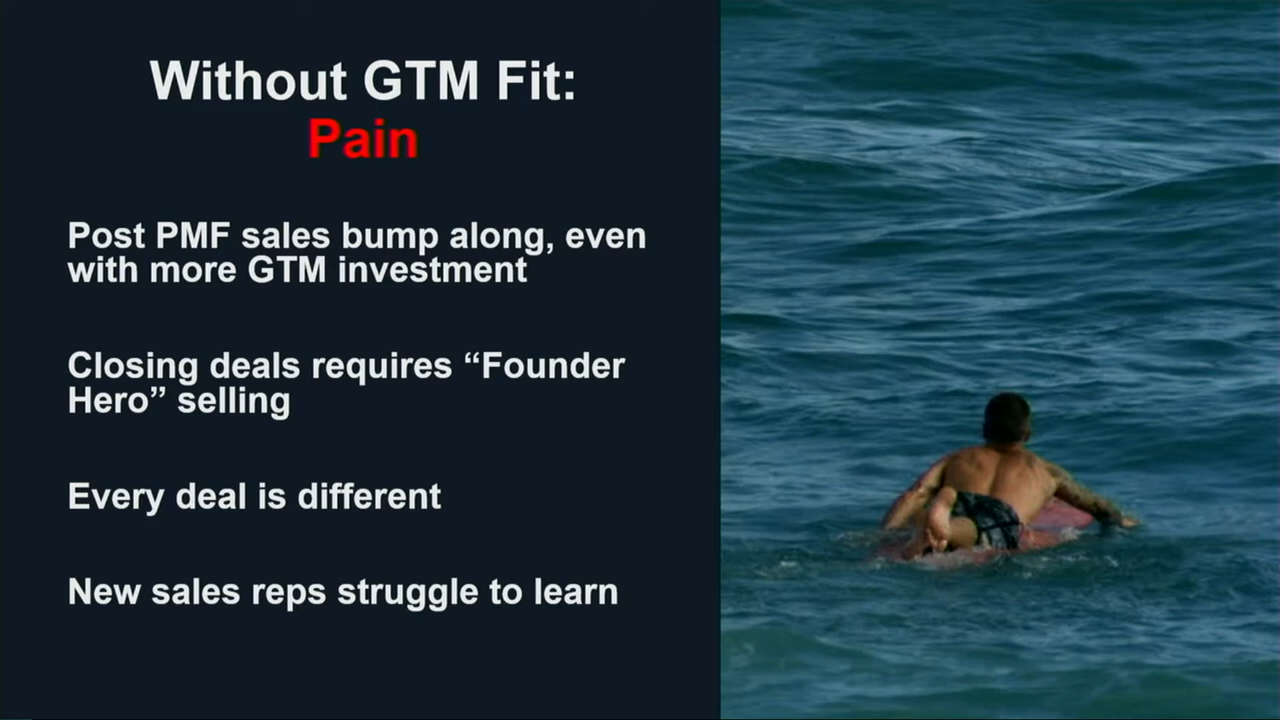 Without GTM Fit:
Pain
Post PMF sales bump along, even
with more GTM investment
Closing deals requires “Founder
Hero” selling
Every deal is different
New sales reps struggle to learn